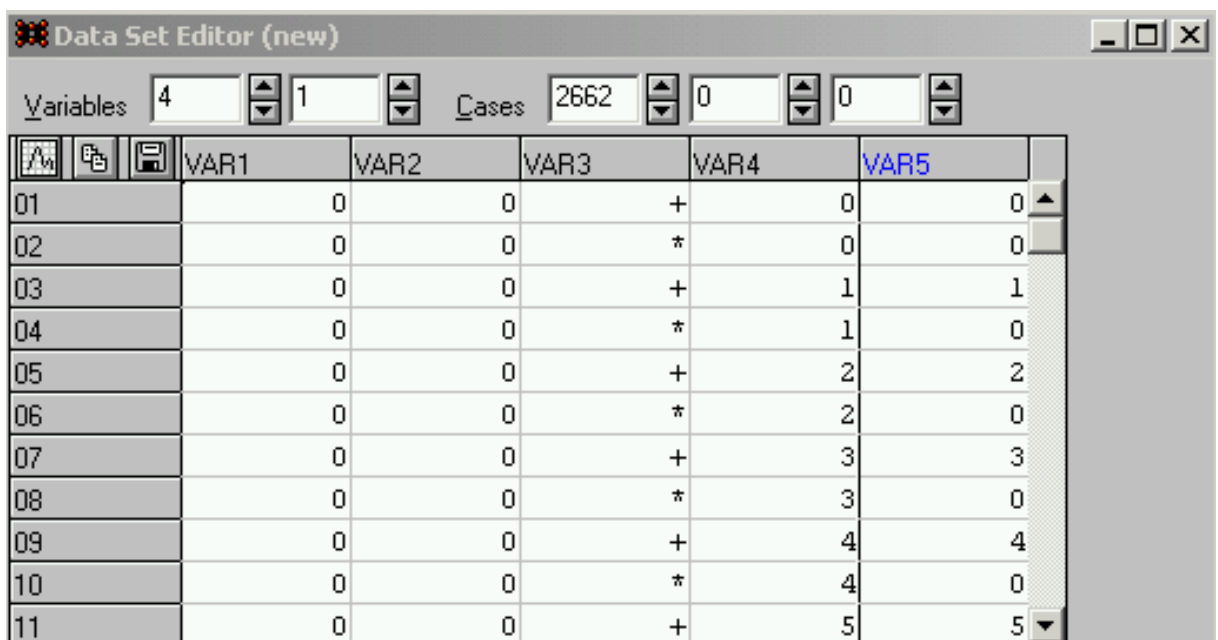 Data Set Editor (new)
Variables 4 1 Cases 2662 0 0
VAR1 VAR2 VAR3 VAR4 VAR5
01 0 0 + 0 0
02 0 0 * 0 0
03 0 0 + 1 1
04 0 0 * 1 0
05 0 0 + 2 2
06 0 0 * 2 0
07 0 0 + 3 3
08 0 0 * 3 0
09 0 0 + 4 4
10 0 0 * 4 0
11 0 0 + 5 5